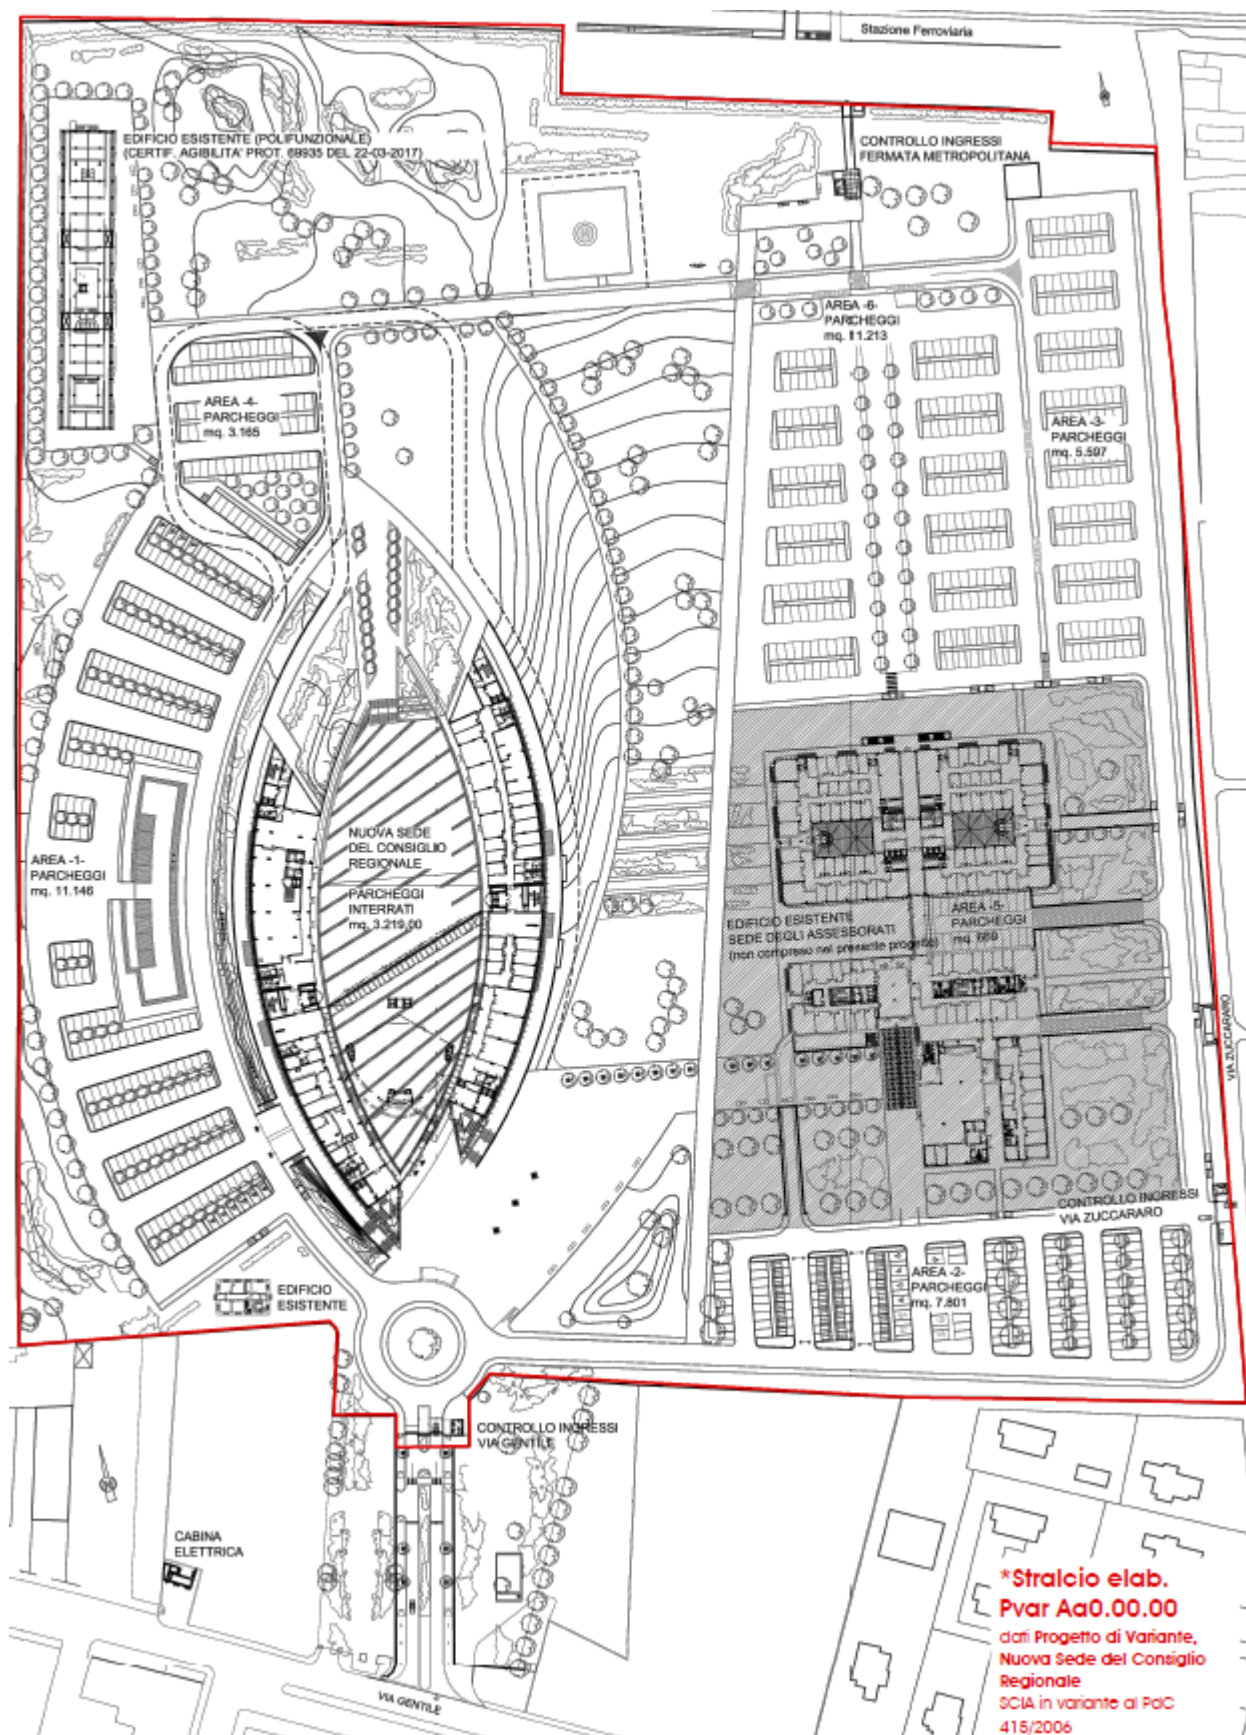 Stazione Ferroviaria
EDIFICIO ESISTENTE (POLIFUNZIONALE)
(CERTIF. AGIBILITA' PROT. 69935 DEL 22-03-2017)
CONTROLLO INGRESSI
FERMATA METROPOLITANA
AREA -6-
PARCHEGGI
mq. 11.213
AREA -4-
PARCHEGGI
mq. 3.165
AREA -3-
PARCHEGGI
mq. 5.597
NUOVA SEDE
DEL CONSIGLIO
REGIONALE
PARCHEGGI
INTERRATI
mq. 3.219,00
AREA -1-
PARCHEGGI
mq. 11.146
EDIFICIO ESISTENTE
SEDE DEGLI ASSESSORATI
(non compreso nel presente progetto)
AREA -5-
PARCHEGGI
mq. 669
VIA ZUCCARARO
CONTROLLO INGRESSI
VIA ZUCCARARO
AREA -2-
PARCHEGGI
mq. 7.801
EDIFICIO
ESISTENTE
CONTROLLO INGRESSI
VIA GENTILE
CABINA
ELETTRICA
VIA GENTILE
*Stralcio elab.
Pvar Aa0.00.00
dati Progetto di Variante,
Nuova Sede del Consiglio
Regionale
SCIA in variante al PdC
415/2006